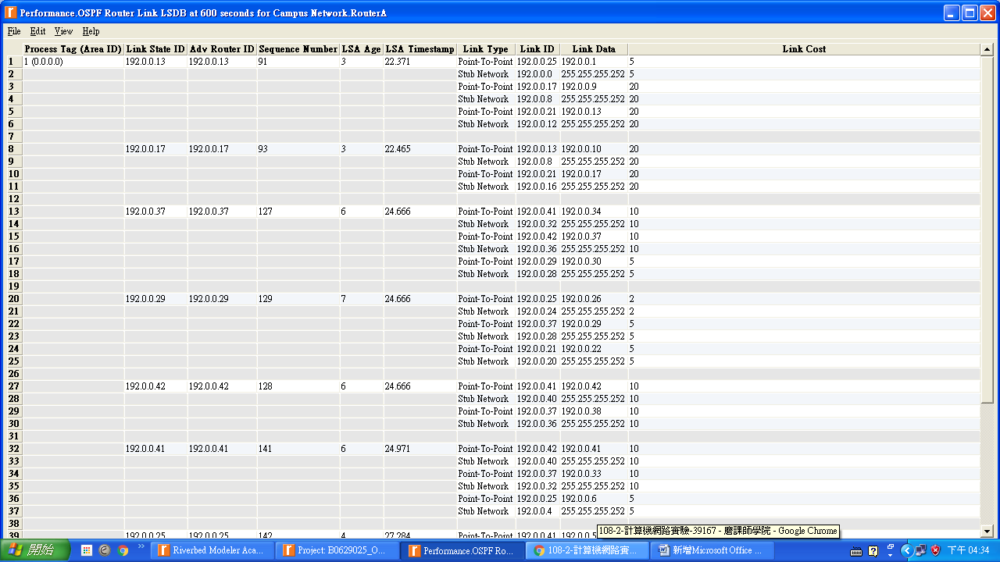 Performance.OSPF Router Link LSDB at 600 seconds for Campus Network.RouterA
File Edit View Help
Process Tag (Area ID) Link State ID Adv Router ID Sequence Number LSA Age LSA Timestamp Link Type Link ID Link Data Link Cost
1 1 (0.0.0.0) 192.0.0.13 192.0.0.13 91 3 22.371 Point-To-Point 192.0.0.25 192.0.0.1 5
2 Stub Network 192.0.0.0 255.255.255.252 5
3 Point-To-Point 192.0.0.17 192.0.0.9 20
4 Stub Network 192.0.0.8 255.255.255.252 20
5 Point-To-Point 192.0.0.21 192.0.0.13 20
6 Stub Network 192.0.0.12 255.255.255.252 20
7
8 192.0.0.17 192.0.0.17 93 3 22.465 Point-To-Point 192.0.0.13 192.0.0.10 20
9 Stub Network 192.0.0.8 255.255.255.252 20
10 Point-To-Point 192.0.0.21 192.0.0.17 20
11 Stub Network 192.0.0.16 255.255.255.252 20
12
13 192.0.0.37 192.0.0.37 127 6 24.666 Point-To-Point 192.0.0.41 192.0.0.34 10
14 Stub Network 192.0.0.32 255.255.255.252 10
15 Point-To-Point 192.0.0.42 192.0.0.37 10
16 Stub Network 192.0.0.36 255.255.255.252 10
17 Point-To-Point 192.0.0.29 192.0.0.30 5
18 Stub Network 192.0.0.28 255.255.255.252 5
19
20 192.0.0.29 192.0.0.29 129 7 24.666 Point-To-Point 192.0.0.25 192.0.0.26 2
21 Stub Network 192.0.0.24 255.255.255.252 2
22 Point-To-Point 192.0.0.37 192.0.0.29 5
23 Stub Network 192.0.0.28 255.255.255.252 5
24 Point-To-Point 192.0.0.21 192.0.0.22 5
25 Stub Network 192.0.0.20 255.255.255.252 5
26
27 192.0.0.42 192.0.0.42 128 6 24.666 Point-To-Point 192.0.0.41 192.0.0.42 10
28 Stub Network 192.0.0.40 255.255.255.252 10
29 Point-To-Point 192.0.0.37 192.0.0.38 10
30 Stub Network 192.0.0.36 255.255.255.252 10
31
32 192.0.0.41 192.0.0.41 141 6 24.971 Point-To-Point 192.0.0.42 192.0.0.41 10
33 Stub Network 192.0.0.40 255.255.255.252 10
34 Point-To-Point 192.0.0.37 192.0.0.33 10
35 Stub Network 192.0.0.32 255.255.255.252 10
36 Point-To-Point 192.0.0.25 192.0.0.6 5
37 Stub Network 192.0.0.4 255.255.255.252 5
38
39 192.0.0.25 192.0.0.25 142 4
108-2-計算機網路實驗-39167 - 磨課師學院 - Google Chrome
開始 Riverbed Modeler Aca... Project: B0629025_O... Performance.OSPF Ro... 108-2-計算機網路實... 新增Microsoft Office ... 下午 04:34